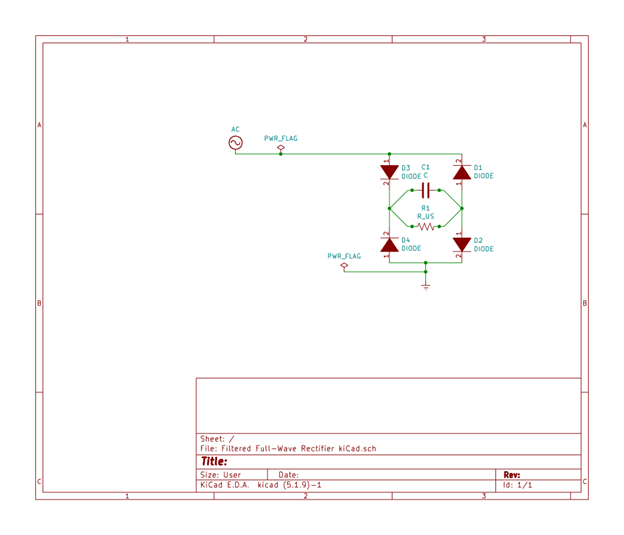 1 2 3
A A
AC
PWR_FLAG
1 2
D3 C1 D1
DIODE C DIODE
2 1
R1
R_US
2 1
D4 D2
DIODE DIODE
1 2
PWR_FLAG
B B
Sheet: /
File: Filtered Full-Wave Rectifier kiCad.sch
Title:
Size: User Date: Rev:
KiCad E.D.A. kicad (5.1.9)-1 Id: 1/1
C C
1 2 3